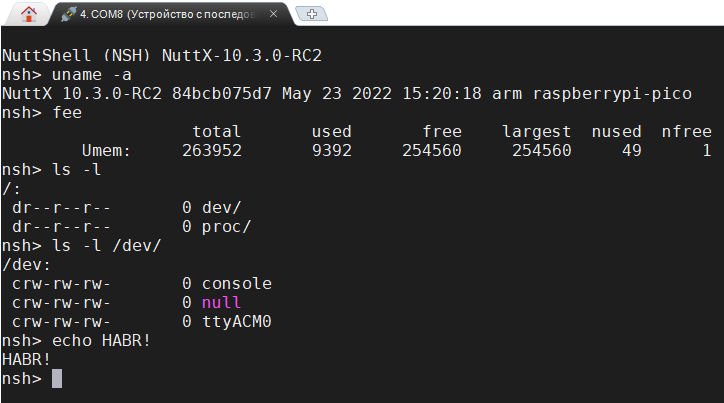 4. COM8 (Устройство с последов
NuttShell (NSH) NuttX-10.3.0-RC2
nsh> uname -a
NuttX 10.3.0-RC2 84bcb075d7 May 23 2022 15:20:18 arm raspberrypi-pico
nsh> fee
total used free largest nused nfree
Umem: 263952 9392 254560 254560 49 1
nsh> ls -l
/:
dr--r--r-- 0 dev/
dr--r--r-- 0 proc/
nsh> ls -l /dev/
/dev:
crw-rw-rw- 0 console
crw-rw-rw- 0 null
crw-rw-rw- 0 ttyACM0
nsh> echo HABR!
HABR!
nsh>